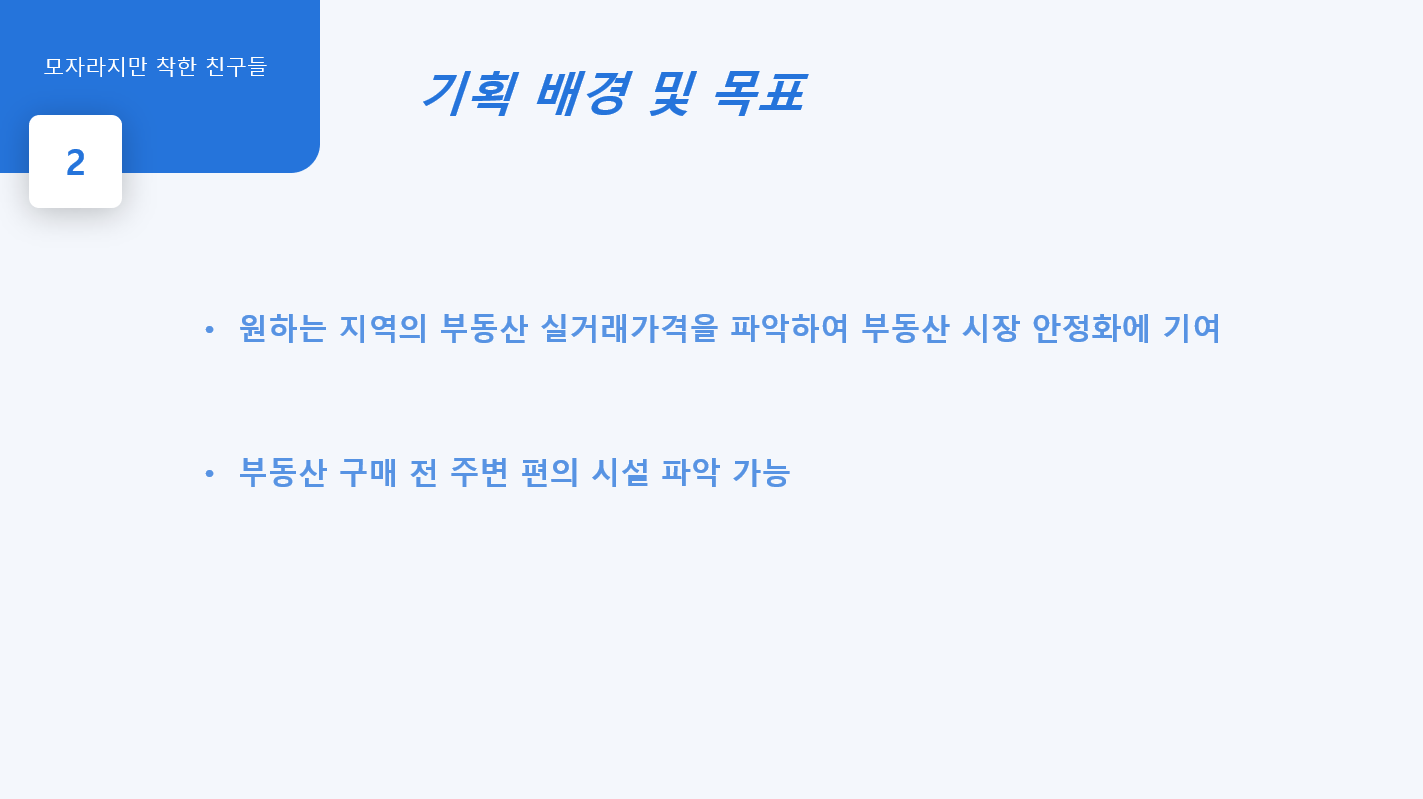 모자라지만 착한 친구들
기획 배경 및 목표
2
• 원하는 지역의 부동산 실거래가격을 파악하여 부동산 시장 안정화에 기여
• 부동산 구매 전 주변 편의 시설 파악 가능